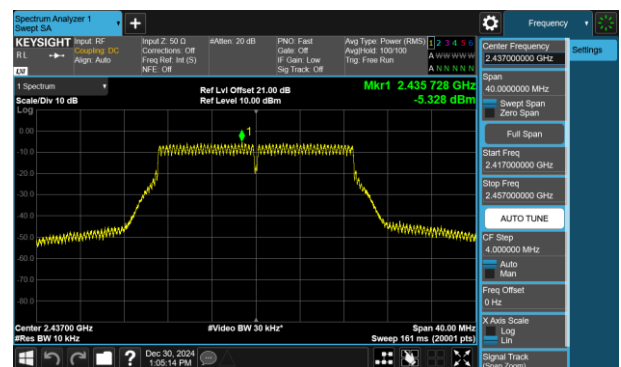 Spectrum Analyzer 1
Swept SA
Frequency
KEYSIGHT
RL
LXI
Input: RF
Coupling: DC
Align: Auto
Input Z: 50 Ω
Corrections: Off
Freq Ref: Int (S)
NFE: Off
#Atten: 20 dB
PNO: Fast
Gate: Off
IF Gain: Low
Sig Track: Off
Avg Type: Power (RMS)
Avg|Hold: 100/100
Trig: Free Run
1 2 3 4 5 6
A W W W W W
A N N N N N
1 Spectrum
Scale/Div 10 dB
Ref Lvl Offset 21.00 dB
Ref Level 10.00 dBm
Mkr1 2.435 728 GHz
-5.328 dBm
Log
0.00
-10.0
-20.0
-30.0
-40.0
-50.0
-60.0
-70.0
-80.0
1
Center 2.43700 GHz
#Res BW 10 kHz
#Video BW 30 kHz*
Span 40.00 MHz
Sweep 161 ms (20001 pts)
Dec 30, 2024
1:05:14 PM
Center Frequency
2.437000000 GHz
Span
40.0000000 MHz
Swept Span
Zero Span
Full Span
Start Freq
2.417000000 GHz
Stop Freq
2.457000000 GHz
AUTO TUNE
CF Step
4.000000 MHz
Auto
Man
Freq Offset
0 Hz
X Axis Scale
Log
Lin
Signal Track
(Span Zoom)
Settings